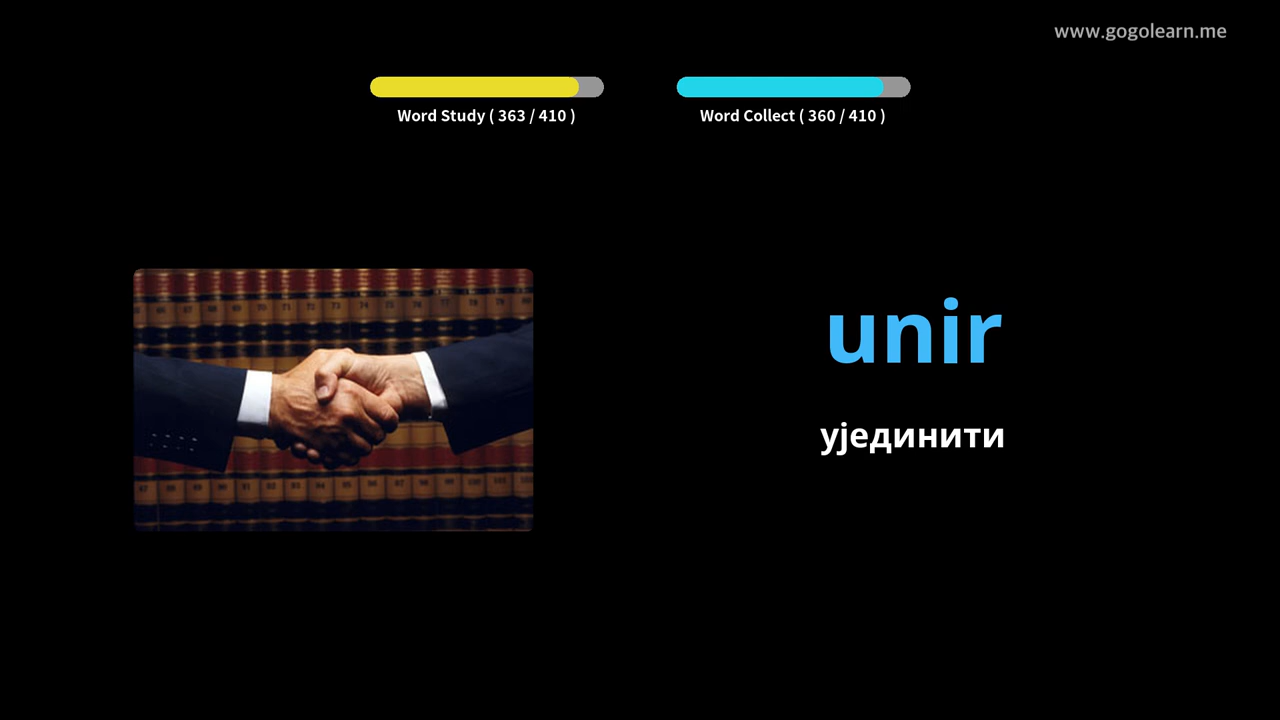 www.gogolearn.me
Word Study ( 363 / 410 )
Word Collect ( 360 / 410 )
unir
ујединити